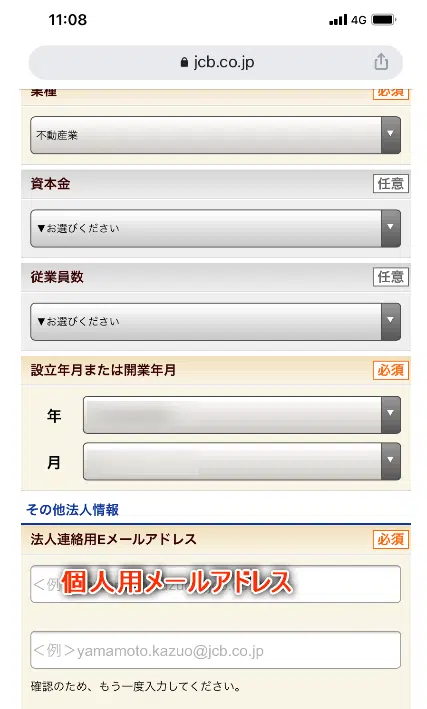 11:08 4G
jcb.co.jp
業種 必須
不動産業
資本金 任意
▼お選びください
従業員数 任意
▼お選びください
設立年月または開業年月 必須
年
月
その他法人情報
法人連絡用Eメールアドレス 必須
＜例 個人用メールアドレス
＜例＞yamamoto.kazuo@jcb.co.jp
確認のため、もう一度入力してください。